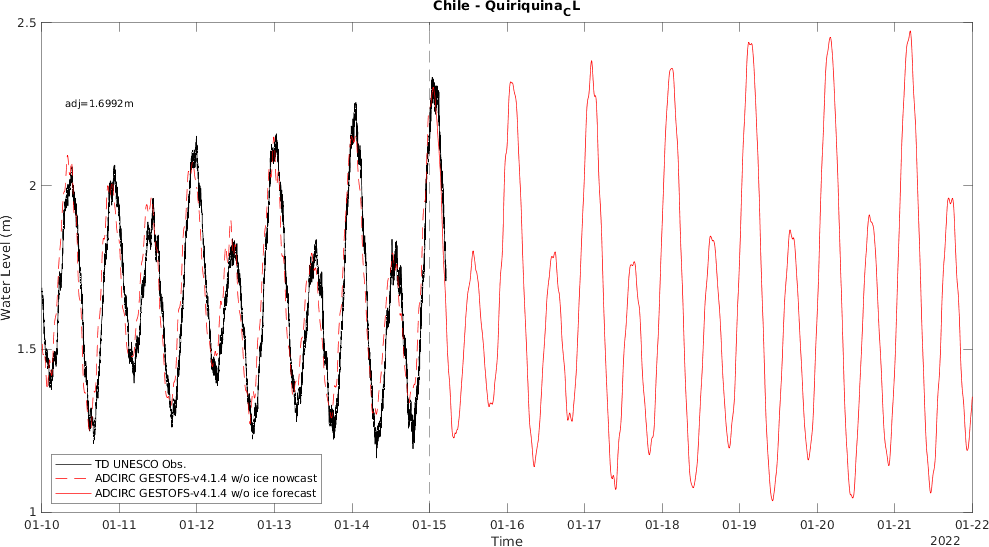 Chile - Quiriquina_CL
adj=1.6992m
2.5
2
1.5
1
Water Level (m)
TD UNESCO Obs.
ADCIRC GESTOFS-v4.1.4 w/o ice nowcast
ADCIRC GESTOFS-v4.1.4 w/o ice forecast
01-10 01-11 01-12 01-13 01-14 01-15 01-16 01-17 01-18 01-19 01-20 01-21 01-22
Time
2022